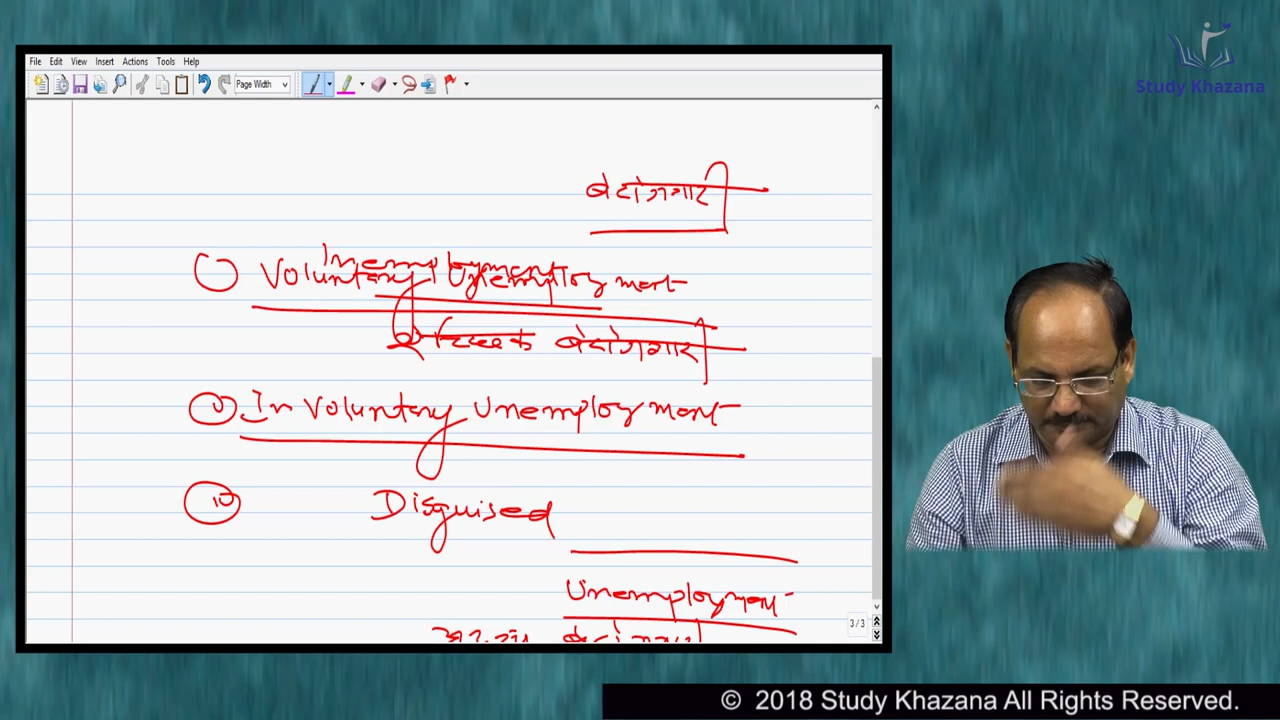 Study Khazana
File Edit View Insert Actions Tools Help
Page Width
बेरोजगारी
Voluntary Unemployment
बेरोजगारी
In Voluntary Unemployment
Disguised
Unemployment
3 / 3
© 2018 Study Khazana All Rights Reserved.